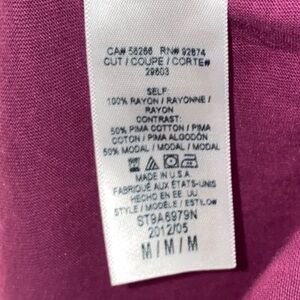 CA# 58266 RN# 92874
CUT / COUPE / CORTE#
29603
SELF:
100% RAYON / RAYONNE /
RAYON
CONTRAST:
50% PIMA COTTON / PIMA
COTON / PIMA ALGODÓN
50% MODAL / MODAL / MODAL
MADE IN U.S.A.
FABRIQUÉ AUX ÉTATS-UNIS
HECHO EN EE. UU
STYLE / MODÈLE / ESTILO#
ST9A6979N
2012/05
M / M / M